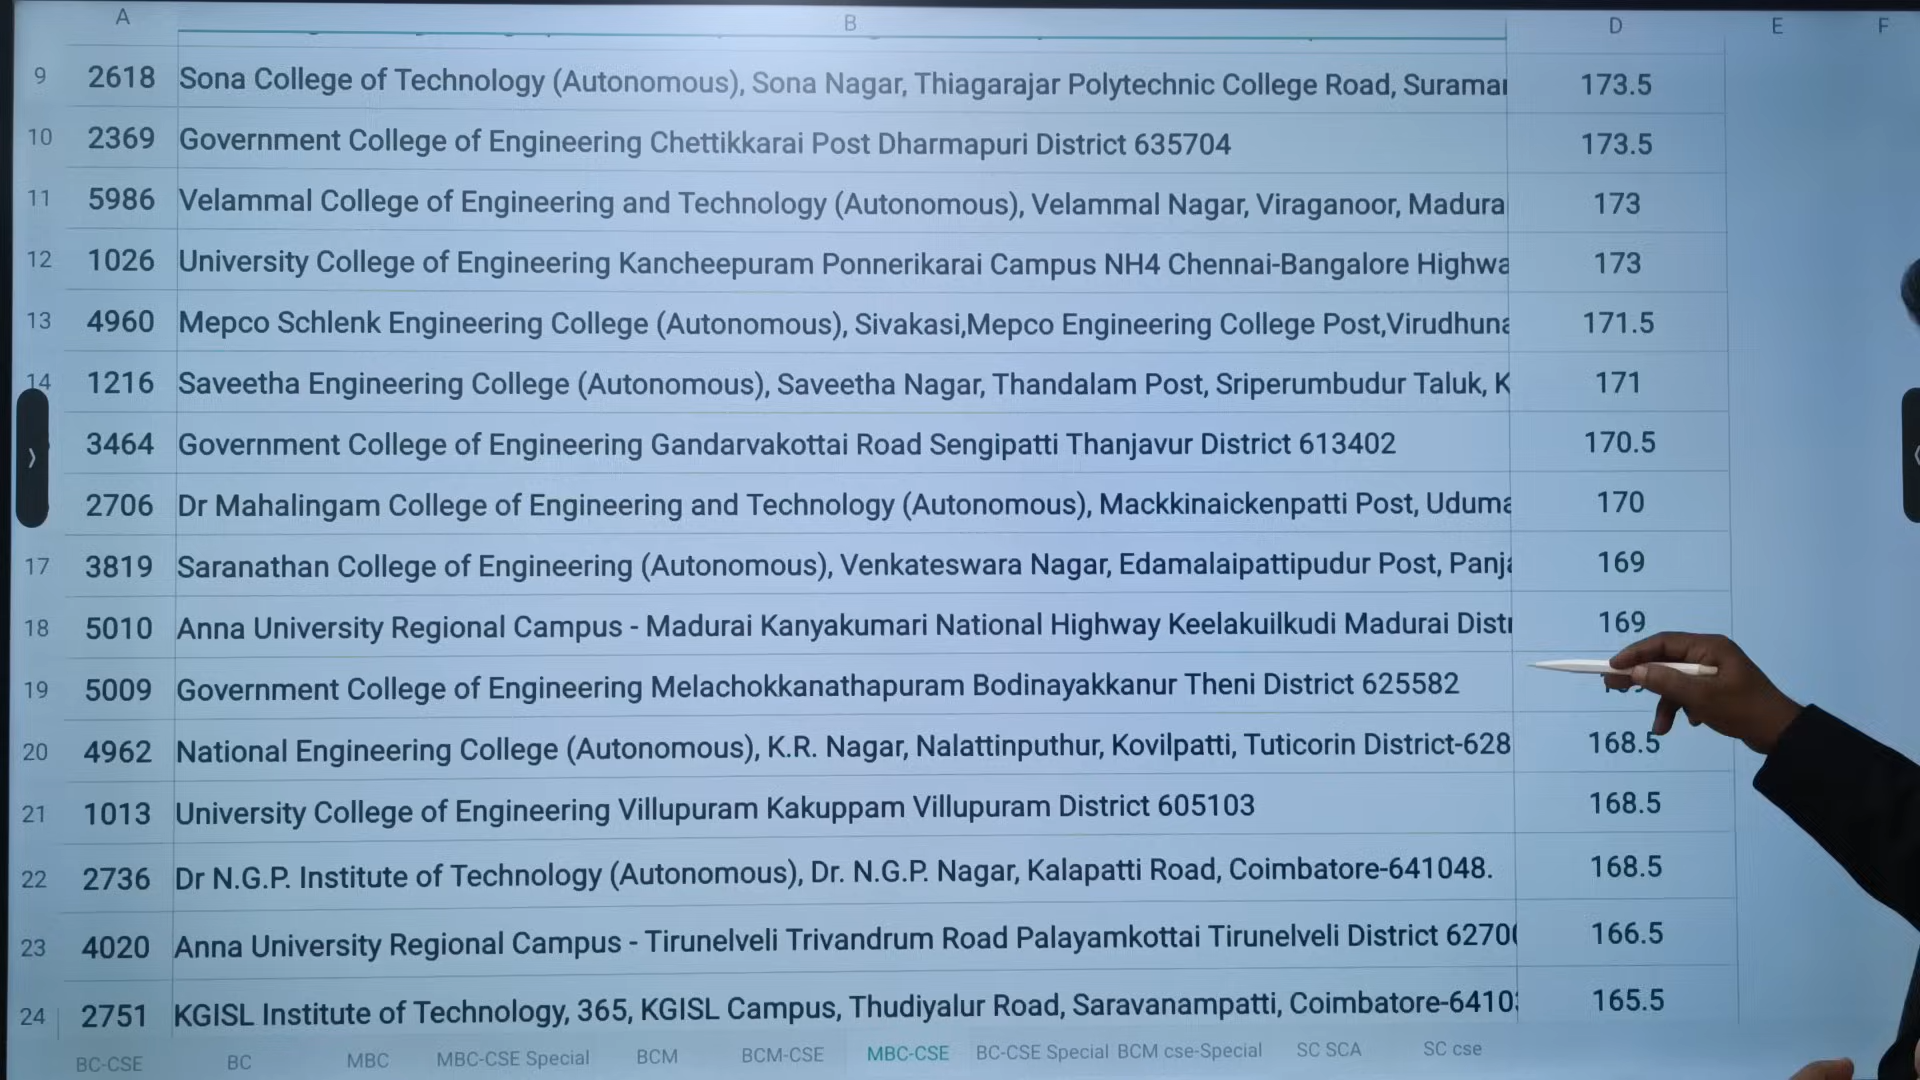 A B D E F
9 2618 Sona College of Technology (Autonomous), Sona Nagar, Thiagarajar Polytechnic College Road, 173.5
10 2369 Government College of Engineering Chettikkarai Post Dharmapuri District 635704 173.5
11 5986 Velammal College of Engineering and Technology (Autonomous), Velammal Nagar, Viraganoor, Madura 173
12 1026 University College of Engineering Kancheepuram Ponnerikarai Campus NH4 Chennai-Bangalore Highwa 173
13 4960 Mepco Schlenk Engineering College (Autonomous), Sivakasi,Mepco Engineering College Post,Virudhuna 171.5
14 1216 Saveetha Engineering College (Autonomous), Saveetha Nagar, Thandalam Post, Sriperumbudur Taluk, K 171
3464 Government College of Engineering Gandarvakottai Road Sengipatti Thanjavur District 613402 170.5
2706 Dr Mahalingam College of Engineering and Technology (Autonomous), Mackkinaickenpatti Post, Uduma 170
17 3819 Saranathan College of Engineering (Autonomous), Venkateswara Nagar, Edamalaipattipudur Post, Panja 169
18 5010 Anna University Regional Campus - Madurai Kanyakumari National Highway Keelakuilkudi Madurai Distr 169
19 5009 Government College of Engineering Melachokkanathapuram Bodinayakkanur Theni District 625582
20 4962 National Engineering College (Autonomous), K.R. Nagar, Nalattinputhur, Kovilpatti, Tuticorin District-628 168.5
21 1013 University College of Engineering Villupuram Kakuppam Villupuram District 605103 168.5
22 2736 Dr N.G.P. Institute of Technology (Autonomous), Dr. N.G.P. Nagar, Kalapatti Road, Coimbatore-641048. 168.5
23 4020 Anna University Regional Campus - Tirunelveli Trivandrum Road Palayamkottai Tirunelveli District 6270 166.5
24 2751 KGISL Institute of Technology, 365, KGISL Campus, Thudiyalur Road, Saravanampatti, Coimbatore-6410 165.5
BC-CSE BC MBC MBC-CSE Special BCM BCM-CSE MBC-CSE BC-CSE Special BCM cse-Special SC SCA SC cse